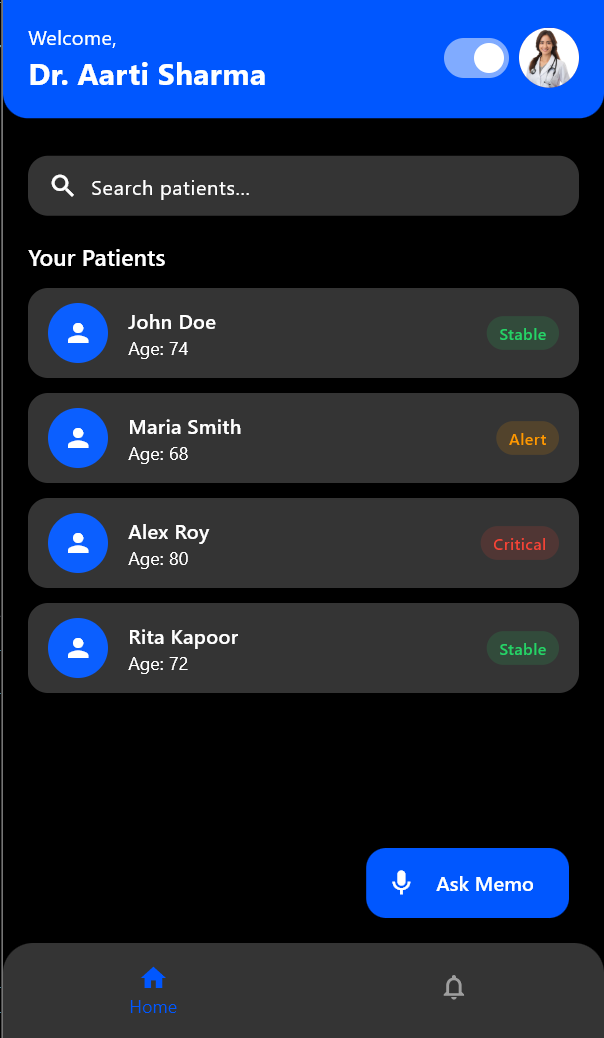 Welcome,
Dr. Aarti Sharma
Search patients...
Your Patients
John Doe
Age: 74
Stable
Maria Smith
Age: 68
Alert
Alex Roy
Age: 80
Critical
Rita Kapoor
Age: 72
Stable
Ask Memo
Home